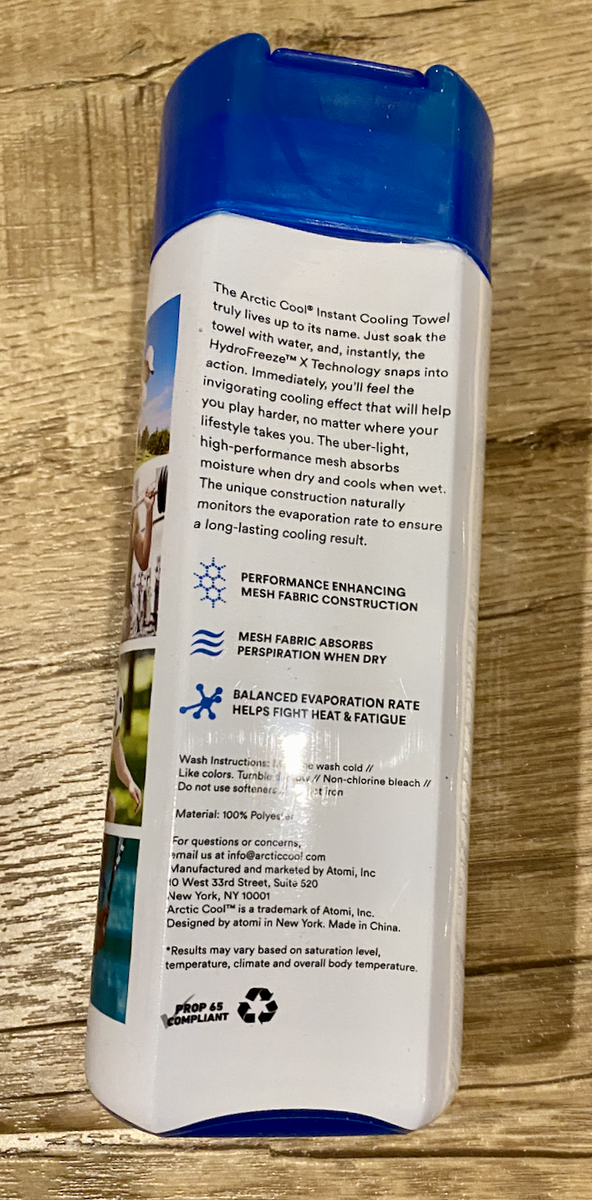 The Arctic Cool® Instant Cooling Towel
truly lives up to its name. Just soak the
towel with water, and, instantly, the
HydroFreeze™ X Technology snaps into
action. Immediately, you'll feel the
invigorating cooling effect that will help
you play harder, no matter where your
lifestyle takes you. The uber-light,
high-performance mesh absorbs
moisture when dry and cools when wet.
The unique construction naturally
monitors the evaporation rate to ensure
a long-lasting cooling result.
PERFORMANCE ENHANCING
MESH FABRIC CONSTRUCTION
MESH FABRIC ABSORBS
PERSPIRATION WHEN DRY
BALANCED EVAPORATION RATE
HELPS FIGHT HEAT & FATIGUE
Wash Instructions: wash cold //
Like colors. Tumble // Non-chlorine bleach //
Do not use softeners iron
Material: 100% Polyester
For questions or concerns,
email us at info@arcticcool.com
Manufactured and marketed by Atomi, Inc
10 West 33rd Street, Suite 520
New York, NY 10001
Arctic Cool™ is a trademark of Atomi, Inc.
Designed by atomi in New York. Made in China.
*Results may vary based on saturation level,
temperature, climate and overall body temperature.
PROP 65
COMPLIANT